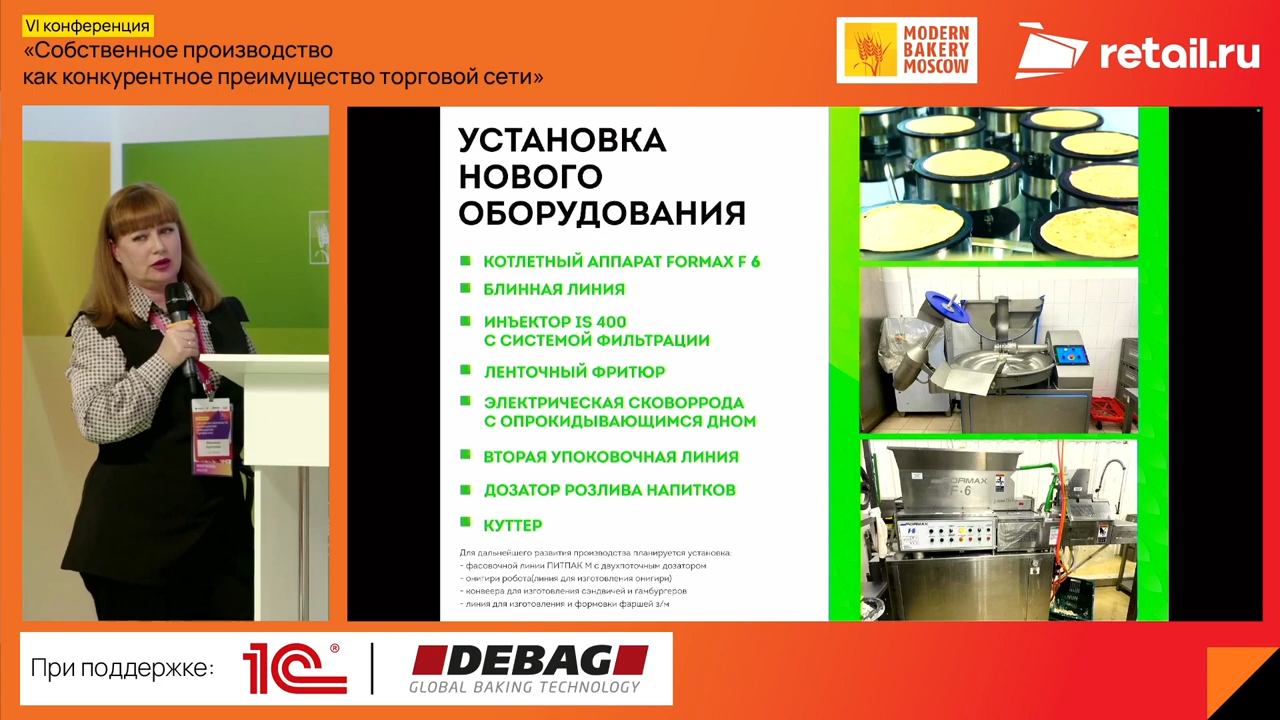 VI конференция
«Собственное производство
как конкурентное преимущество торговой сети»
MODERN
BAKERY
MOSCOW
retail.ru
УСТАНОВКА
НОВОГО
ОБОРУДОВАНИЯ
КОТЛЕТНЫЙ АППАРАТ FORMAX F 6
БЛИННАЯ ЛИНИЯ
ИНЪЕКТОР IS 400
С СИСТЕМОЙ ФИЛЬТРАЦИИ
ЛЕНТОЧНЫЙ ФРИТЮР
ЭЛЕКТРИЧЕСКАЯ СКОВОРРОДА
С ОПРОКИДЫВАЮЩИМСЯ ДНОМ
ВТОРАЯ УПОКОВОЧНАЯ ЛИНИЯ
ДОЗАТОР РОЗЛИВА НАПИТКОВ
КУТТЕР
Для дальнейшего развития производства планируется установка:
- фасовочной линии ПИТПАК М с двухпоточным дозатором
- онигири робота(линия для изготовления онигири)
- конвеера для изготовления сэндвичей и гамбургеров
- линия для изготовления и формовки фаршей з/м
FORMAX
F·6
FORMAX
При поддержке:
1С®
DEBAG
GLOBAL BAKING TECHNOLOGY